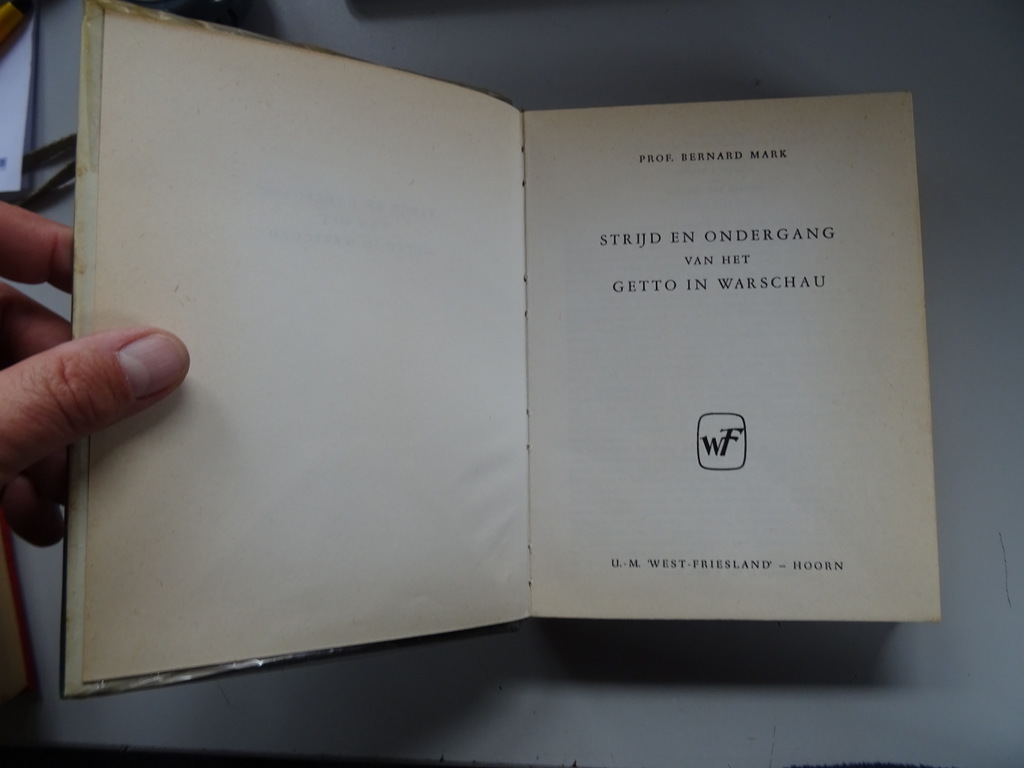 PROF. BERNARD MARK
STRIJD EN ONDERGANG
VAN HET
GETTO IN WARSCHAU
WF
U.-M. 'WEST-FRIESLAND' – HOORN